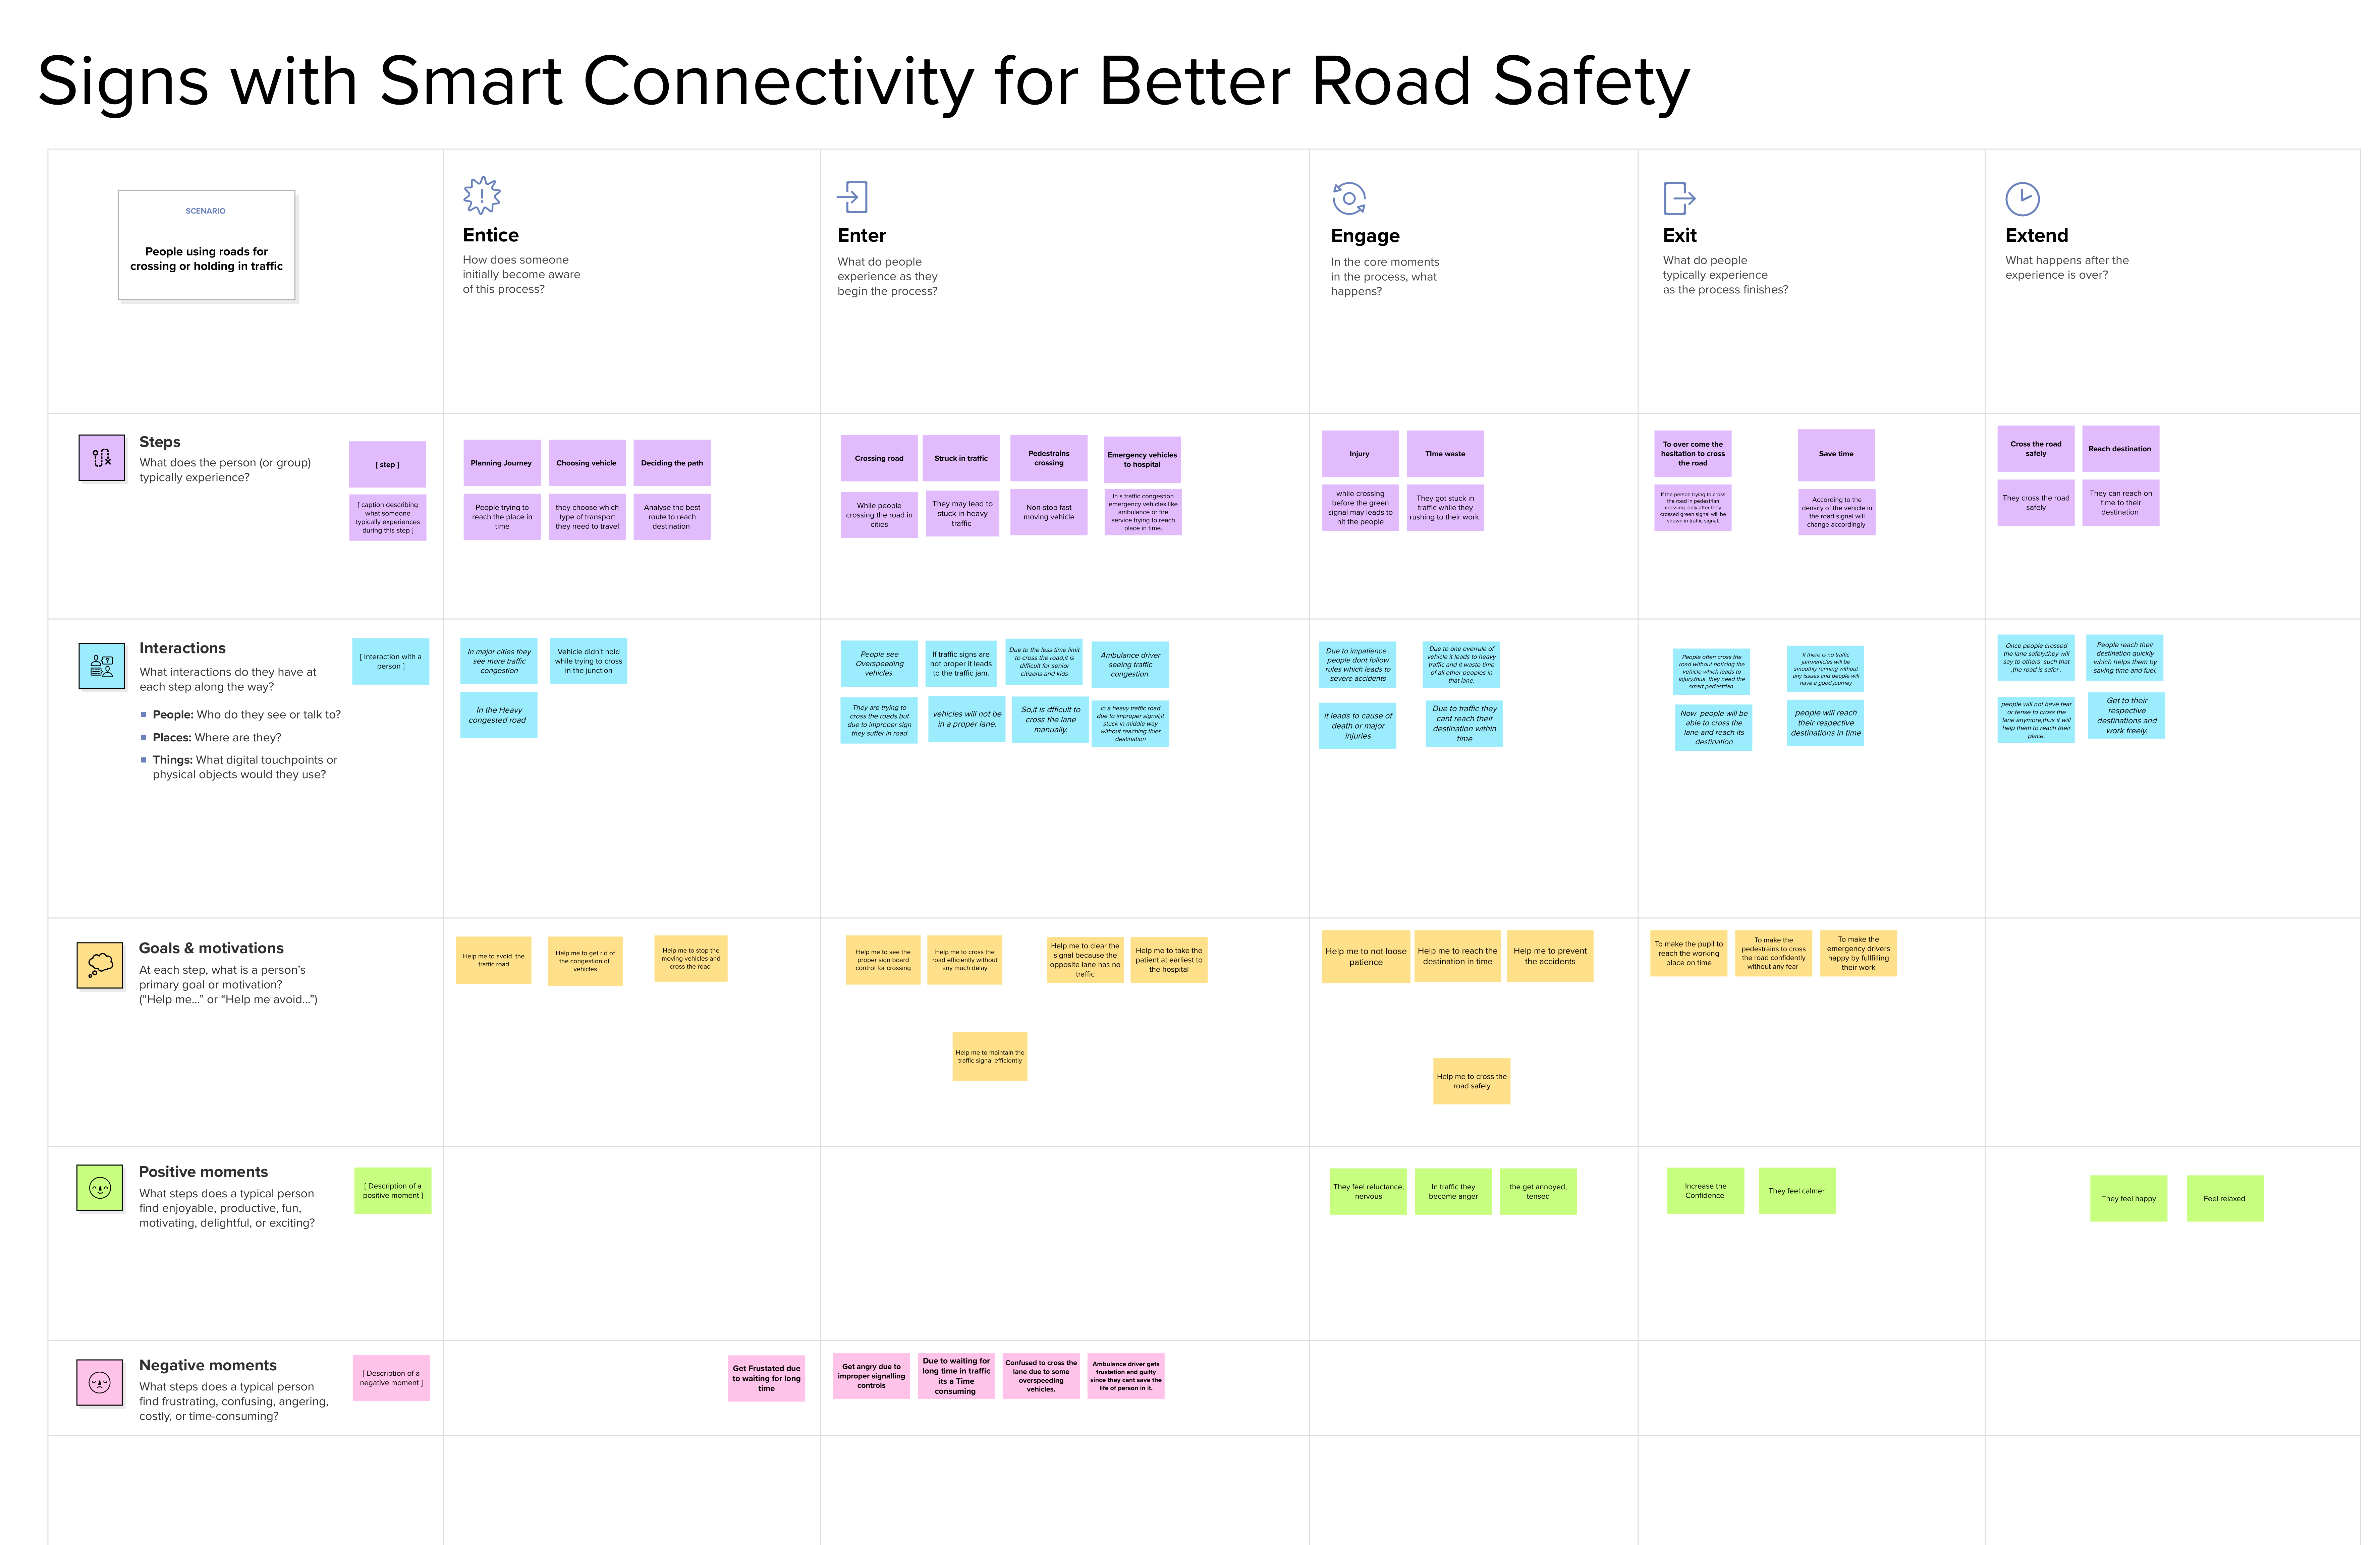 Signs with Smart Connectivity for Better Road Safety
SCENARIO
People using roads for
crossing or holding in traffic
Entice
How does someone
initially become aware
of this process?
Enter
What do people
experience as they
begin the process?
Engage
In the core moments
in the process, what
happens?
Exit
What do people
typically experience
as the process finishes?
Extend
What happens after the
experience is over?
Steps
What does the person (or group)
typically experience?
[ step ]
[ caption describing
what someone
typically experiences
during this step ]
Planning Journey
People trying to
reach the place in
time
Choosing vehicle
they choose which
type of transport
they need to travel
Deciding the path
Analyse the best
route to reach
destination
Crossing road
While people
crossing the road in
cities
Struck in traffic
They may lead to
stuck in heavy
traffic
Pedestrains
crossing
Non-stop fast
moving vehicle
Emergency vehicles
to hospital
In s traffic congestion
emergency vehicles like
ambulance or fire
service trying to reach
place in time.
Injury
while crossing
before the green
signal may leads to
hit the people
TIme waste
They got stuck in
traffic while they
rushing to their work
To over come the
hesitation to cross
the road
If the person trying to cross
the road in pedestrian
crossing ,only after they
crossed green signal will be
shown in traffic signal.
Save time
According to the
density of the vehicle in
the road signal will
change accordingly
Cross the road
safely
They cross the road
safely
Reach destination
They can reach on
time to their
destination
Interactions
What interactions do they have at
each step along the way?
People: Who do they see or talk to?
Places: Where are they?
Things: What digital touchpoints or
physical objects would they use?
[ Interaction with a
person ]
In major cities they
see more traffic
congestion
Vehicle didn't hold
while trying to cross
in the junction
In the Heavy
congested road
People see
Overspeeding
vehicles
If traffic signs are
not proper it leads
to the traffic jam.
Due to the less time limit
to cross the road,it is
difficult for senior
citizens and kids
Ambulance driver
seeing traffic
congestion
They are trying to
cross the roads but
due to improper sign
they suffer in road
vehicles will not be
in a proper lane.
So,it is dfficult to
cross the lane
manually.
In a heavy traffic road
due to improper signal,it
stuck in middle way
without reaching thier
destination
Due to impatience ,
people dont follow
rules which leads to
severe accidents
Due to one overrule of
vehicle it leads to heavy
traffic and it waste time
of all other peoples in
that lane.
it leads to cause of
death or major
injuries
Due to traffic they
cant reach their
destination within
time
People often cross the
road without noticing the
vehicle which leads to
injury,thus they need the
smart pedestrian.
If there is no traffic
jam,vehicles will be
smoothly running without
any issues and people will
have a good journey
Now people will be
able to cross the
lane and reach its
destination
people will reach
their respective
destinations in time
Once people crossed
the lane safely,they will
say to others such that
,the road is safer .
People reach their
destination quickly
which helps them by
saving time and fuel.
people will not have fear
or tense to cross the
lane anymore,thus it will
help them to reach their
place.
Get to their
respective
destinations and
work freely.
Goals & motivations
At each step, what is a person's
primary goal or motivation?
("Help me..." or "Help me avoid...")
Help me to avoid the
traffic road
Help me to get rid of
the congestion of
vehicles
Help me to stop the
moving vehicles and
cross the road
Help me to see the
proper sign board
control for crossing
Help me to cross the
road efficiently without
any much delay
Help me to clear the
signal because the
opposite lane has no
traffic
Help me to take the
patient at earliest to
the hospital
Help me to maintain the
traffic signal efficiently
Help me to not loose
patience
Help me to reach the
destination in time
Help me to prevent
the accidents
Help me to cross the
road safely
To make the pupil to
reach the working
place on time
To make the
pedestrains to cross
the road confidently
without any fear
To make the
emergency drivers
happy by fullfilling
their work
Positive moments
What steps does a typical person
find enjoyable, productive, fun,
motivating, delightful, or exciting?
[ Description of a
positive moment ]
They feel reluctance,
nervous
In traffic they
become anger
the get annoyed,
tensed
Increase the
Confidence
They feel calmer
They feel happy
Feel relaxed
Negative moments
What steps does a typical person
find frustrating, confusing, angering,
costly, or time-consuming?
[ Description of a
negative moment ]
Get Frustated due
to waiting for long
time
Get angry due to
improper signalling
controls
Due to waiting for
long time in traffic
its a Time
consuming
Confused to cross the
lane due to some
overspeeding
vehicles.
Ambulance driver gets
frustation and guilty
since they cant save the
life of person in it.